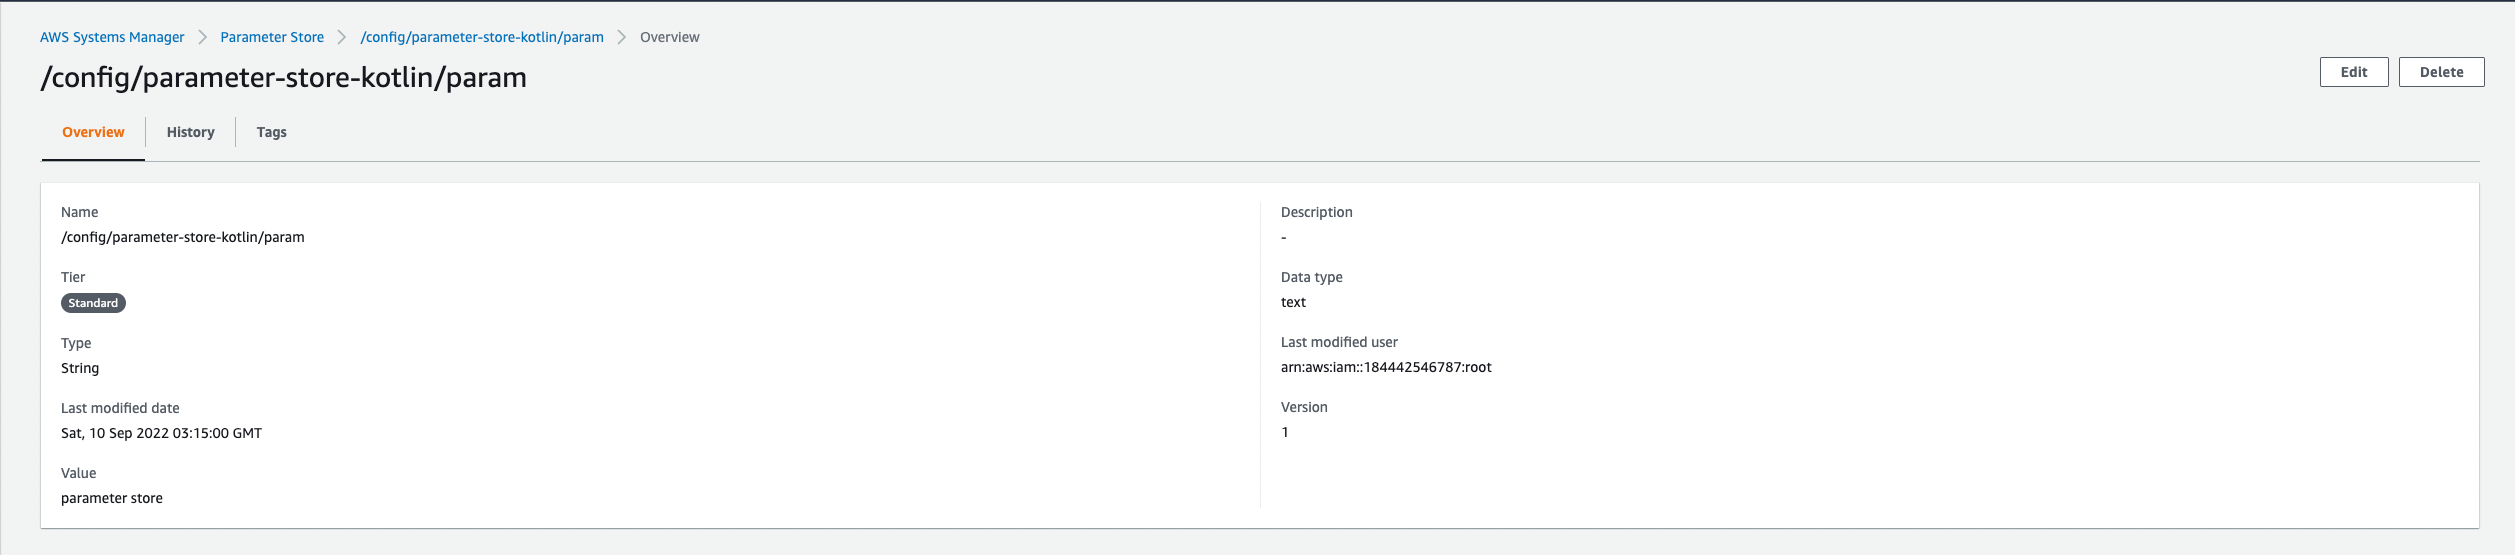 AWS Systems Manager > Parameter Store > /config/parameter-store-kotlin/param > Overview
/config/parameter-store-kotlin/param
Edit
Delete
Overview
History
Tags
Name
/config/parameter-store-kotlin/param
Tier
Standard
Type
String
Last modified date
Sat, 10 Sep 2022 03:15:00 GMT
Value
parameter store
Description
-
Data type
text
Last modified user
arn:aws:iam::184442546787:root
Version
1